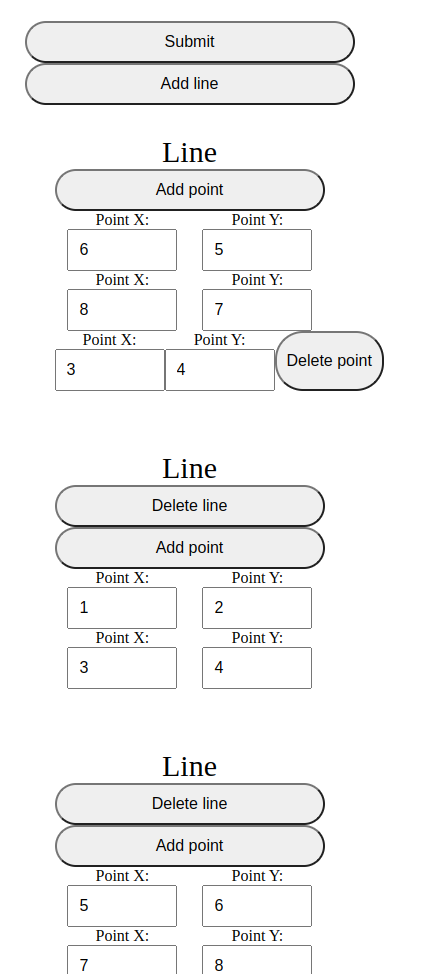 Submit
Add line
Line
Add point
Point X: Point Y:
6 5
Point X: Point Y:
8 7
Point X: Point Y:
3 4 Delete point
Line
Delete line
Add point
Point X: Point Y:
1 2
Point X: Point Y:
3 4
Line
Delete line
Add point
Point X: Point Y:
5 6
Point X: Point Y:
7 8